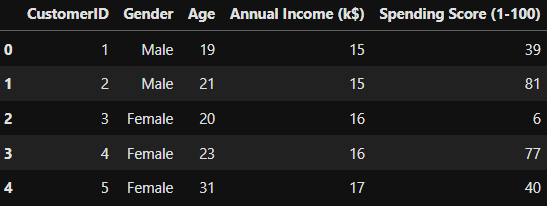 CustomerID Gender Age Annual Income (k$) Spending Score (1-100)
0 1 Male 19 15 39
1 2 Male 21 15 81
2 3 Female 20 16 6
3 4 Female 23 16 77
4 5 Female 31 17 40